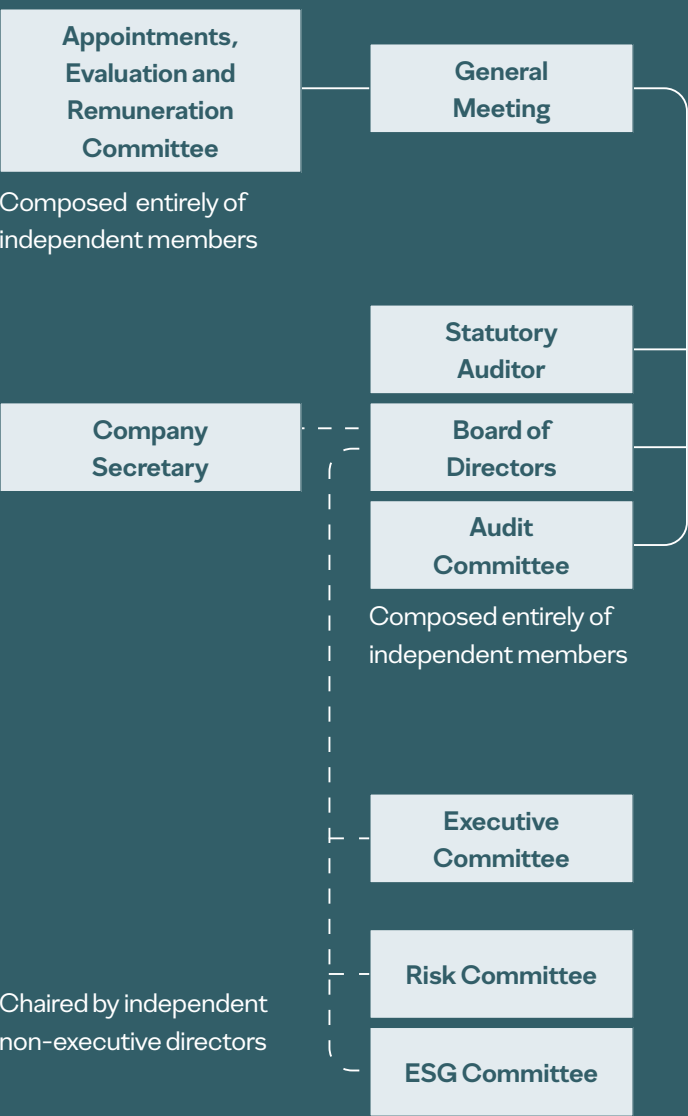 Appointments,
Evaluation and
Remuneration
Committee
General
Meeting
Composed entirely of
independent members
Statutory
Auditor
Company
Secretary
Board of
Directors
Audit
Committee
Composed entirely of
independent members
Executive
Committee
Risk Committee
Chaired by independent
non-executive directors
ESG Committee